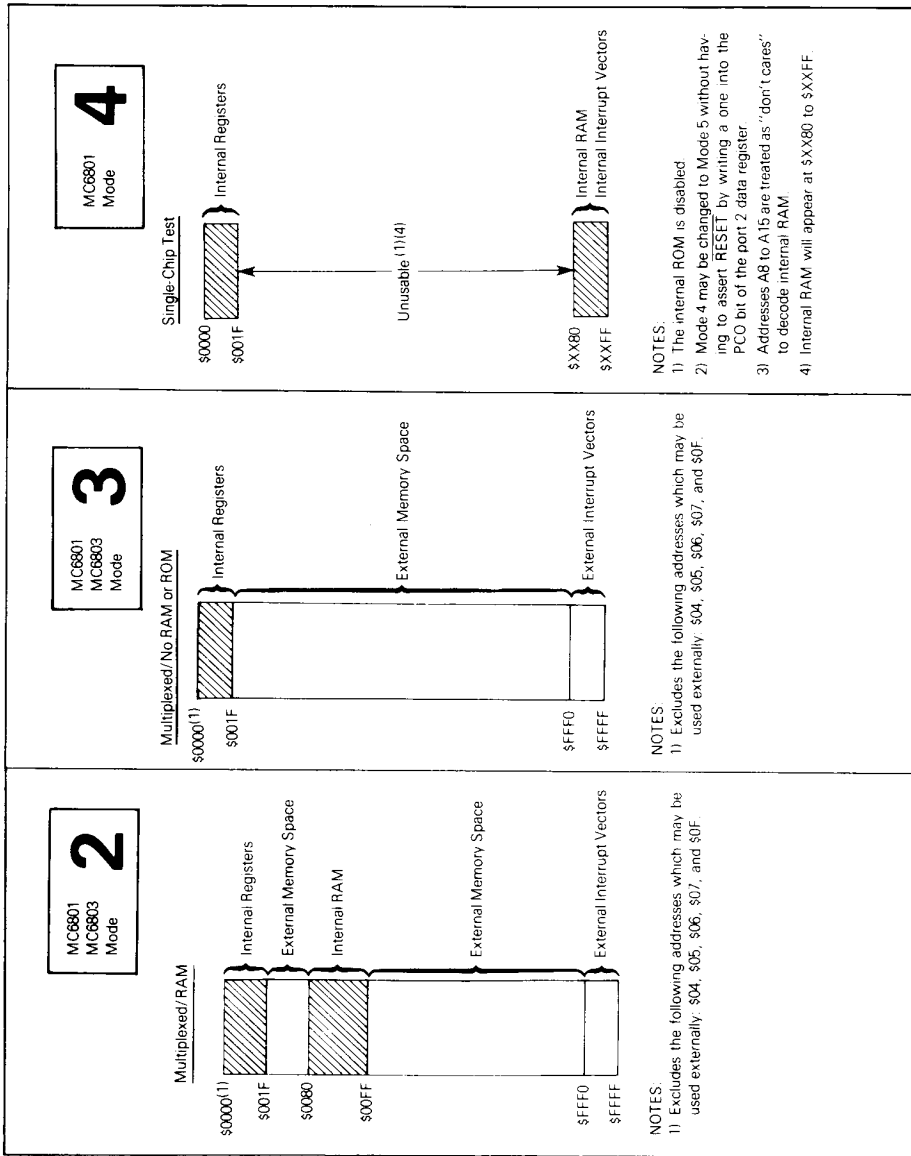 MC6801
MC6803
Mode
2
Multiplexed/RAM
$0000(1)
Internal Registers
$001F
External Memory Space
$0080
Internal RAM
$00FF
External Memory Space
$FFF0
External Interrupt Vectors
$FFFF
NOTES:
1) Excludes the following addresses which may be
used externally: $04, $05, $06, $07, and $0F.
MC6801
MC6803
Mode
3
Multiplexed/No RAM or ROM
$0000(1)
Internal Registers
$001F
External Memory Space
$FFF0
External Interrupt Vectors
$FFFF
NOTES:
1) Excludes the following addresses which may be
used externally: $04, $05, $06, $07, and $0F.
MC6801
Mode
4
Single-Chip Test
$0000
Internal Registers
$001F
Unusable (1)(4)
$XX80
Internal RAM
Internal Interrupt Vectors
$XXFF
NOTES:
1) The internal ROM is disabled.
2) Mode 4 may be changed to Mode 5 without hav-
ing to assert RESET by writing a one into the
PCO bit of the port 2 data register.
3) Addresses A8 to A15 are treated as "don't cares"
to decode internal RAM.
4) Internal RAM will appear at $XX80 to $XXFF.